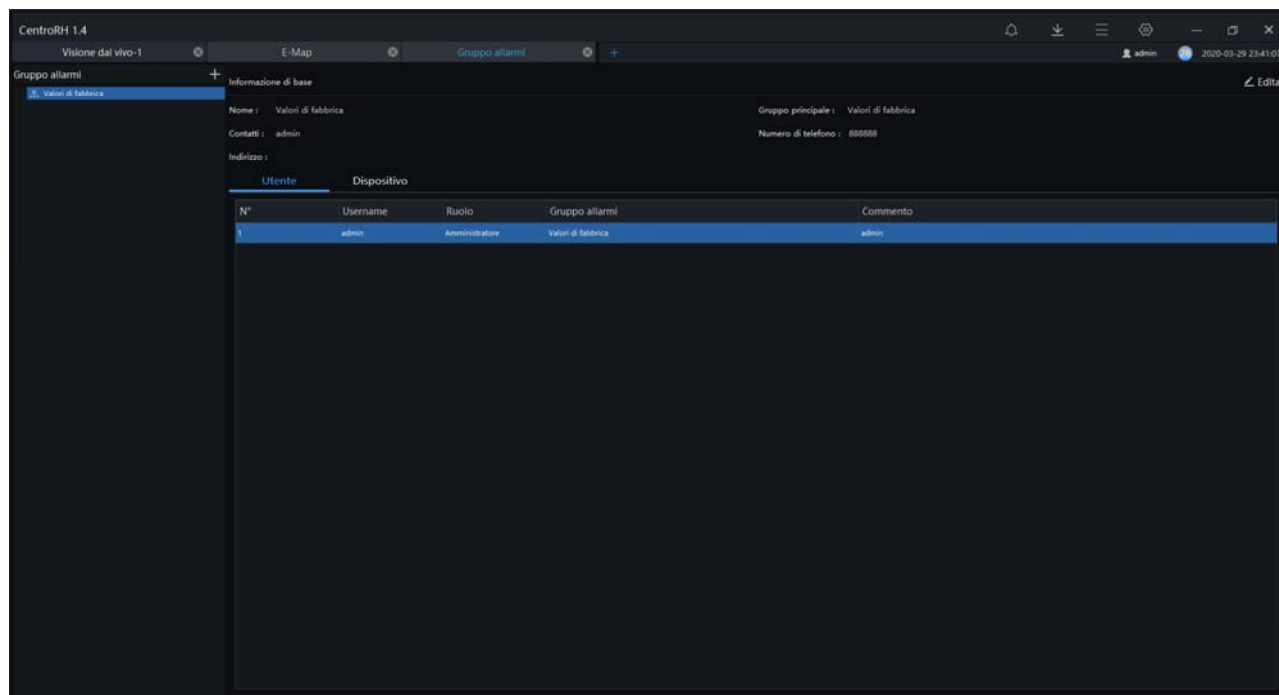 CentroRH 1.4
Visione dal vivo-1 E-Map Gruppo allarmi + admin 2020-03-29 23:41:07
Gruppo allarmi +
Valori di fabbrica
Informazione di base Edita
Nome : Valori di fabbrica Gruppo principale : Valori di fabbrica
Contatti : admin Numero di telefono : 888888
Indirizzo :
Utente Dispositivo
N° Username Ruolo Gruppo allarmi Commento
1 admin Amministratore Valori di fabbrica admin